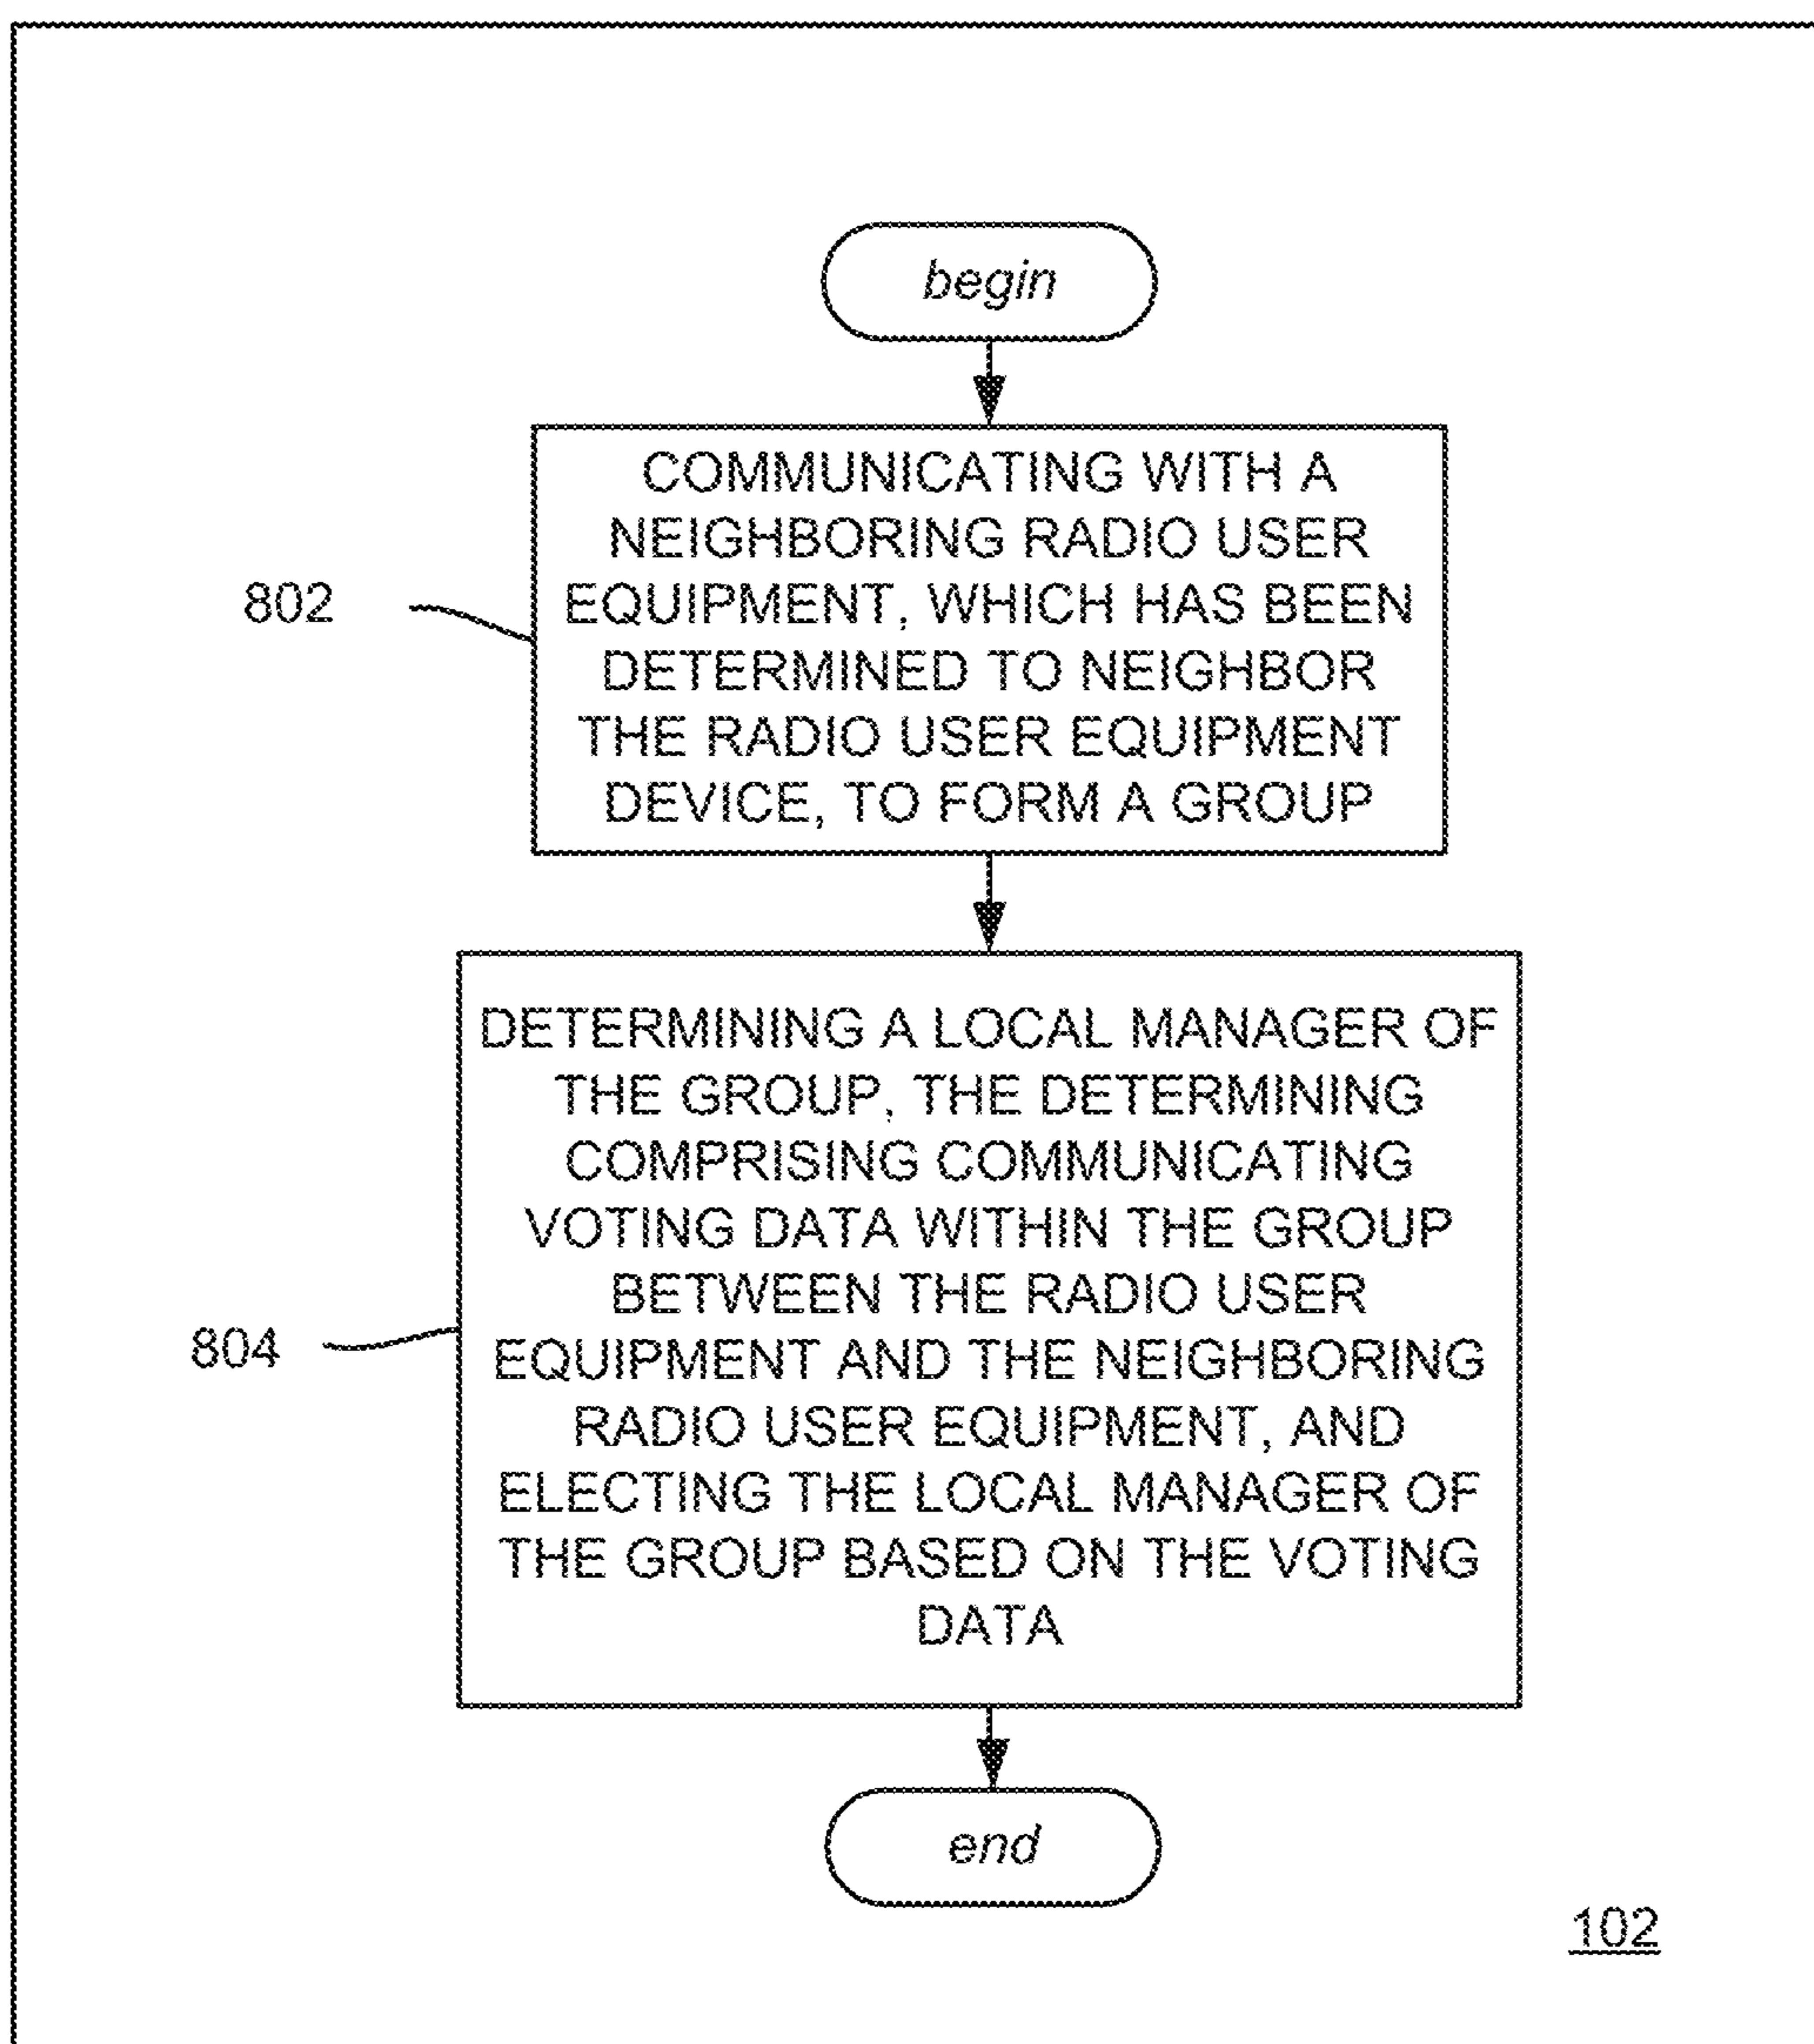 begin
COMMUNICATING WITH A
NEIGHBORING RADIO USER
EQUIPMENT, WHICH HAS BEEN
DETERMINED TO NEIGHBOR
THE RADIO USER EQUIPMENT
DEVICE, TO FORM A GROUP
802
DETERMINING A LOCAL MANAGER OF
THE GROUP, THE DETERMINING
COMPRISING COMMUNICATING
VOTING DATA WITHIN THE GROUP
BETWEEN THE RADIO USER
EQUIPMENT AND THE NEIGHBORING
RADIO USER EQUIPMENT, AND
ELECTING THE LOCAL MANAGER OF
THE GROUP BASED ON THE VOTING
DATA
804
end
102